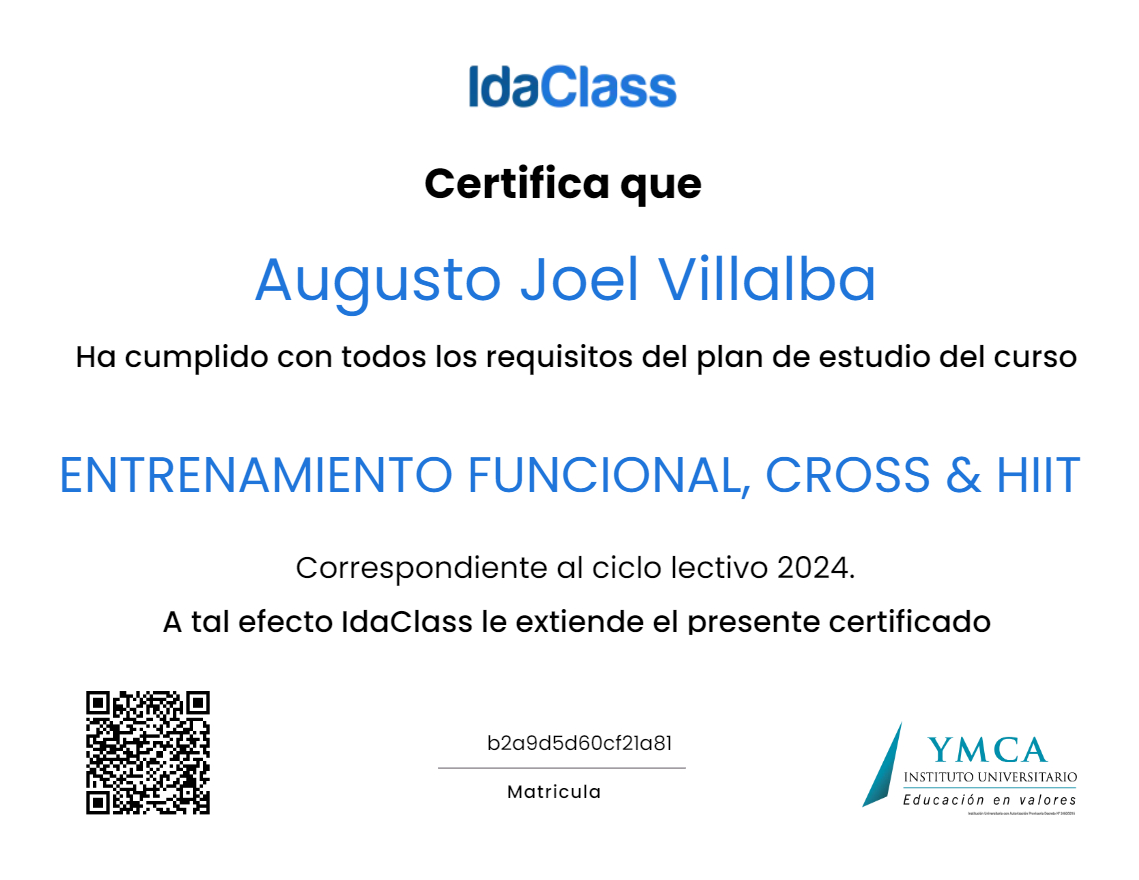 IdaClass
Certifica que
Augusto Joel Villalba
Ha cumplido con todos los requisitos del plan de estudio del curso
ENTRENAMIENTO FUNCIONAL, CROSS & HIIT
Correspondiente al ciclo lectivo 2024.
A tal efecto IdaClass le extiende el presente certificado
b2a9d5d60cf21a81
Matricula
YMCA
INSTITUTO UNIVERSITARIO
Educación en valores